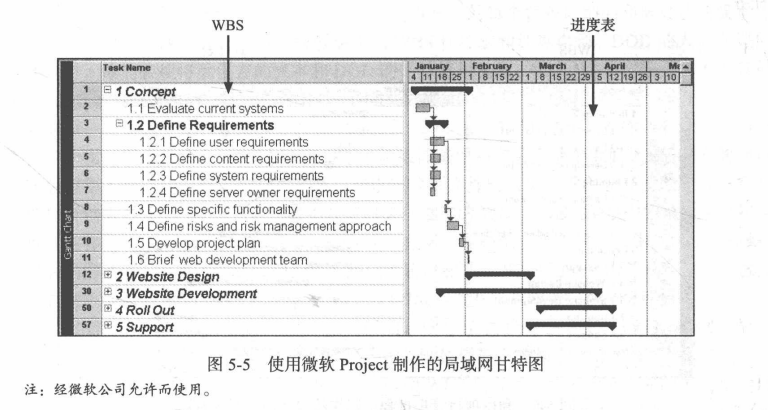 WBS 进度表
Task Name January February March April Ma
4 11 18 25 1 8 15 22 1 8 15 22 29 5 12 19 26 3 10
1 1 Concept
2 1.1 Evaluate current systems
3 1.2 Define Requirements
4 1.2.1 Define user requirements
5 1.2.2 Define content requirements
6 1.2.3 Define system requirements
7 1.2.4 Define server owner requirements
8 1.3 Define specific functionality
9 1.4 Define risks and risk management approach
10 1.5 Develop project plan
11 1.6 Brief web development team
12 2 Website Design
30 3 Website Development
50 4 Roll Out
57 5 Support
Gantt Chart
图 5-5 使用微软 Project 制作的局域网甘特图
注：经微软公司允许而使用。